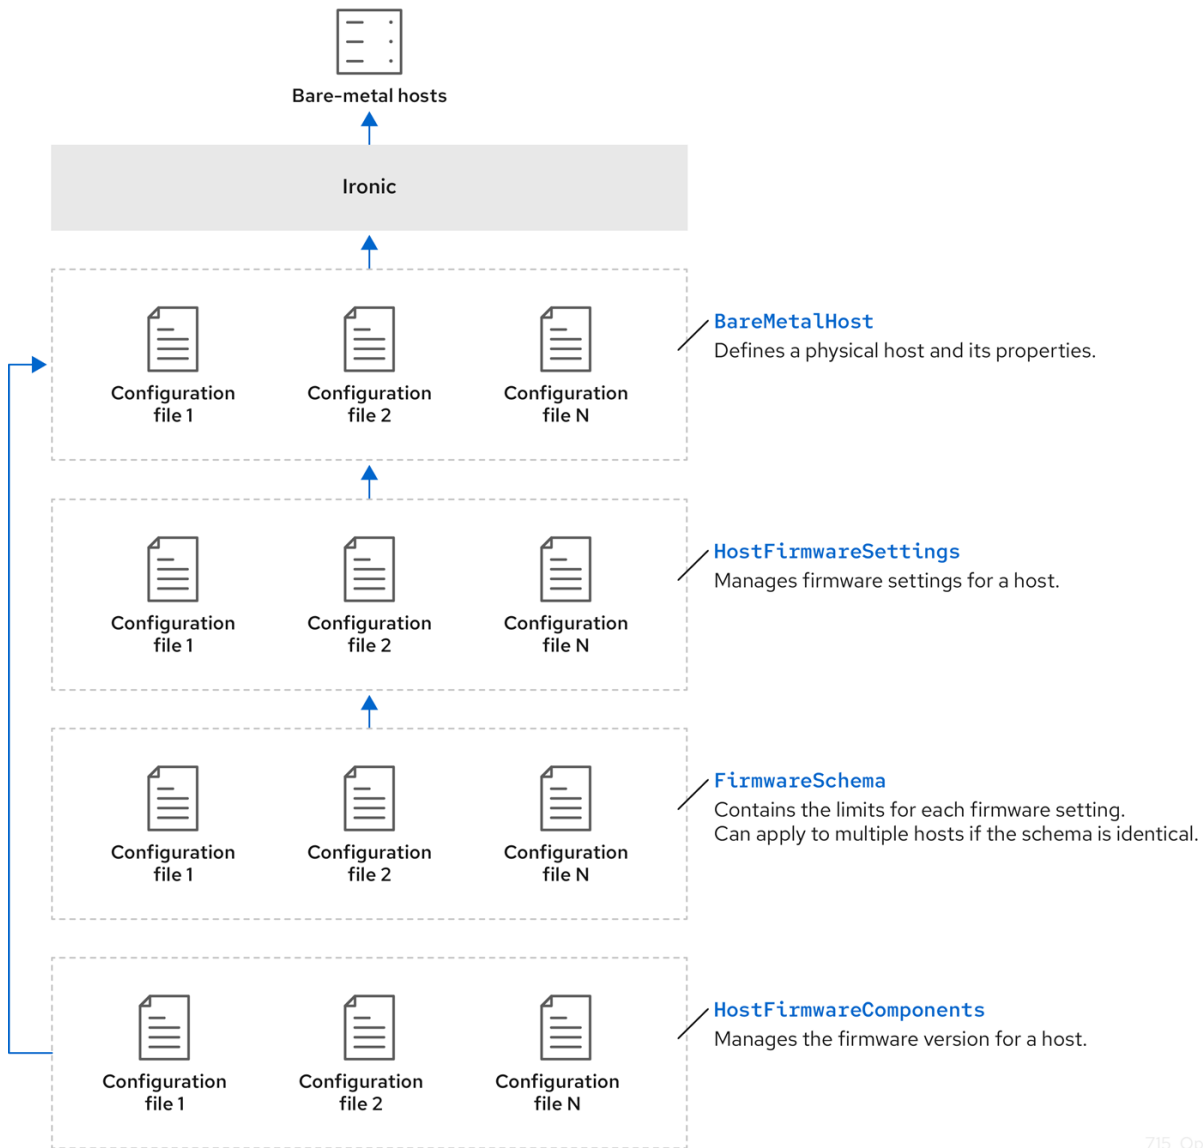 Bare-metal hosts
Ironic
Configuration
file 1
Configuration
file 2
Configuration
file N
BareMetalHost
Defines a physical host and its properties.
Configuration
file 1
Configuration
file 2
Configuration
file N
HostFirmwareSettings
Manages firmware settings for a host.
Configuration
file 1
Configuration
file 2
Configuration
file N
FirmwareSchema
Contains the limits for each firmware setting.
Can apply to multiple hosts if the schema is identical.
Configuration
file 1
Configuration
file 2
Configuration
file N
HostFirmwareComponents
Manages the firmware version for a host.